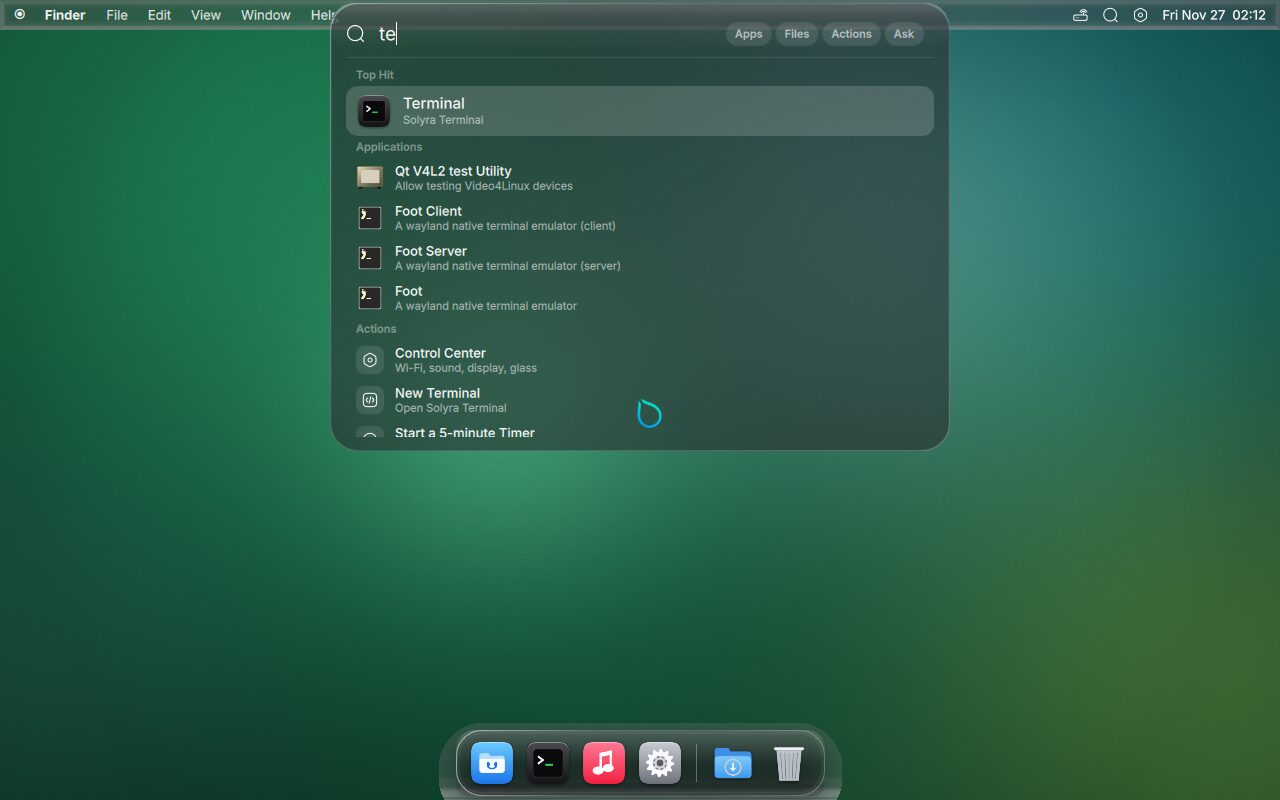 Finder File Edit View Window Help
Fri Nov 27 02:12
te
Apps Files Actions Ask
Top Hit
Terminal
Solyra Terminal
Applications
Qt V4L2 test Utility
Allow testing Video4Linux devices
Foot Client
A wayland native terminal emulator (client)
Foot Server
A wayland native terminal emulator (server)
Foot
A wayland native terminal emulator
Actions
Control Center
Wi-Fi, sound, display, glass
New Terminal
Open Solyra Terminal
Start a 5-minute Timer